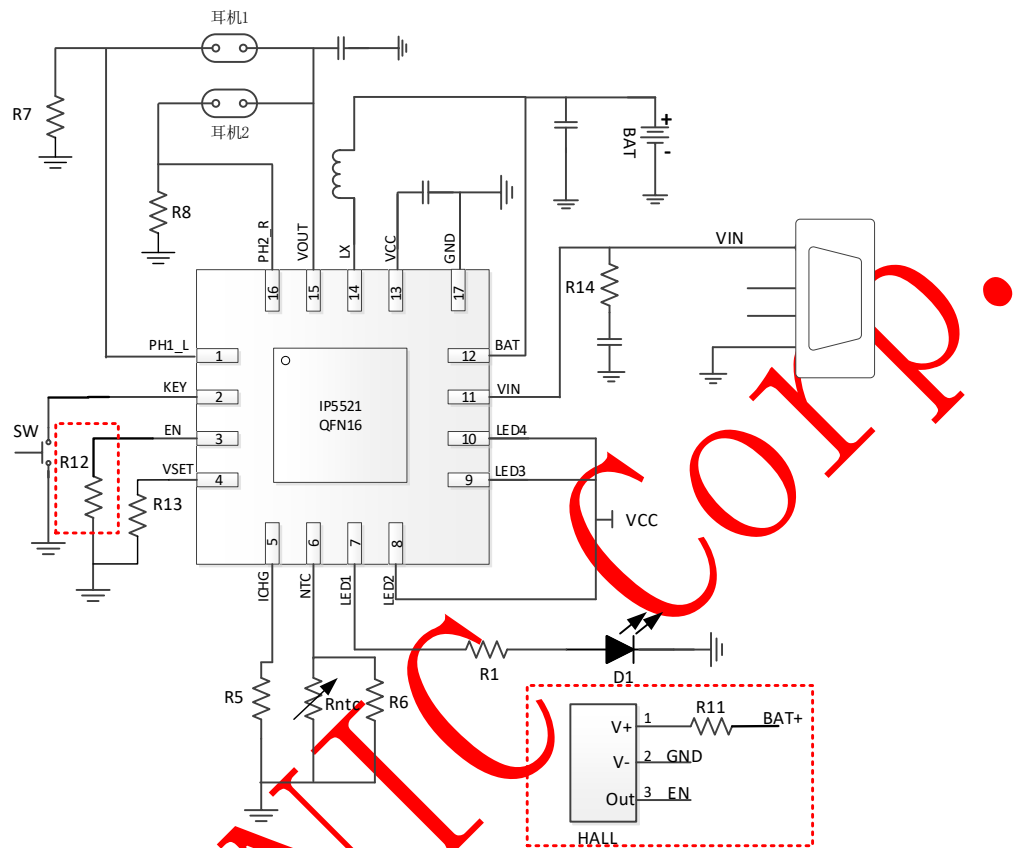 耳机1
R7
耳机2
BAT
+
-
R8
PH2_R
VOUT
LX
VCC
GND
VIN
R14
16
15
14
13
17
PH1_L
1
12
BAT
KEY
2
11
VIN
IP5521
QFN16
SW
EN
3
10
LED4
R12
VSET
4
9
LED3
R13
VCC
5
6
7
8
ICHG
NTC
LED1
LED2
R1
D1
R5
Rntc
R6
V+
1
R11
BAT+
V-
2
GND
Out
3
EN
HALL
C Corp.